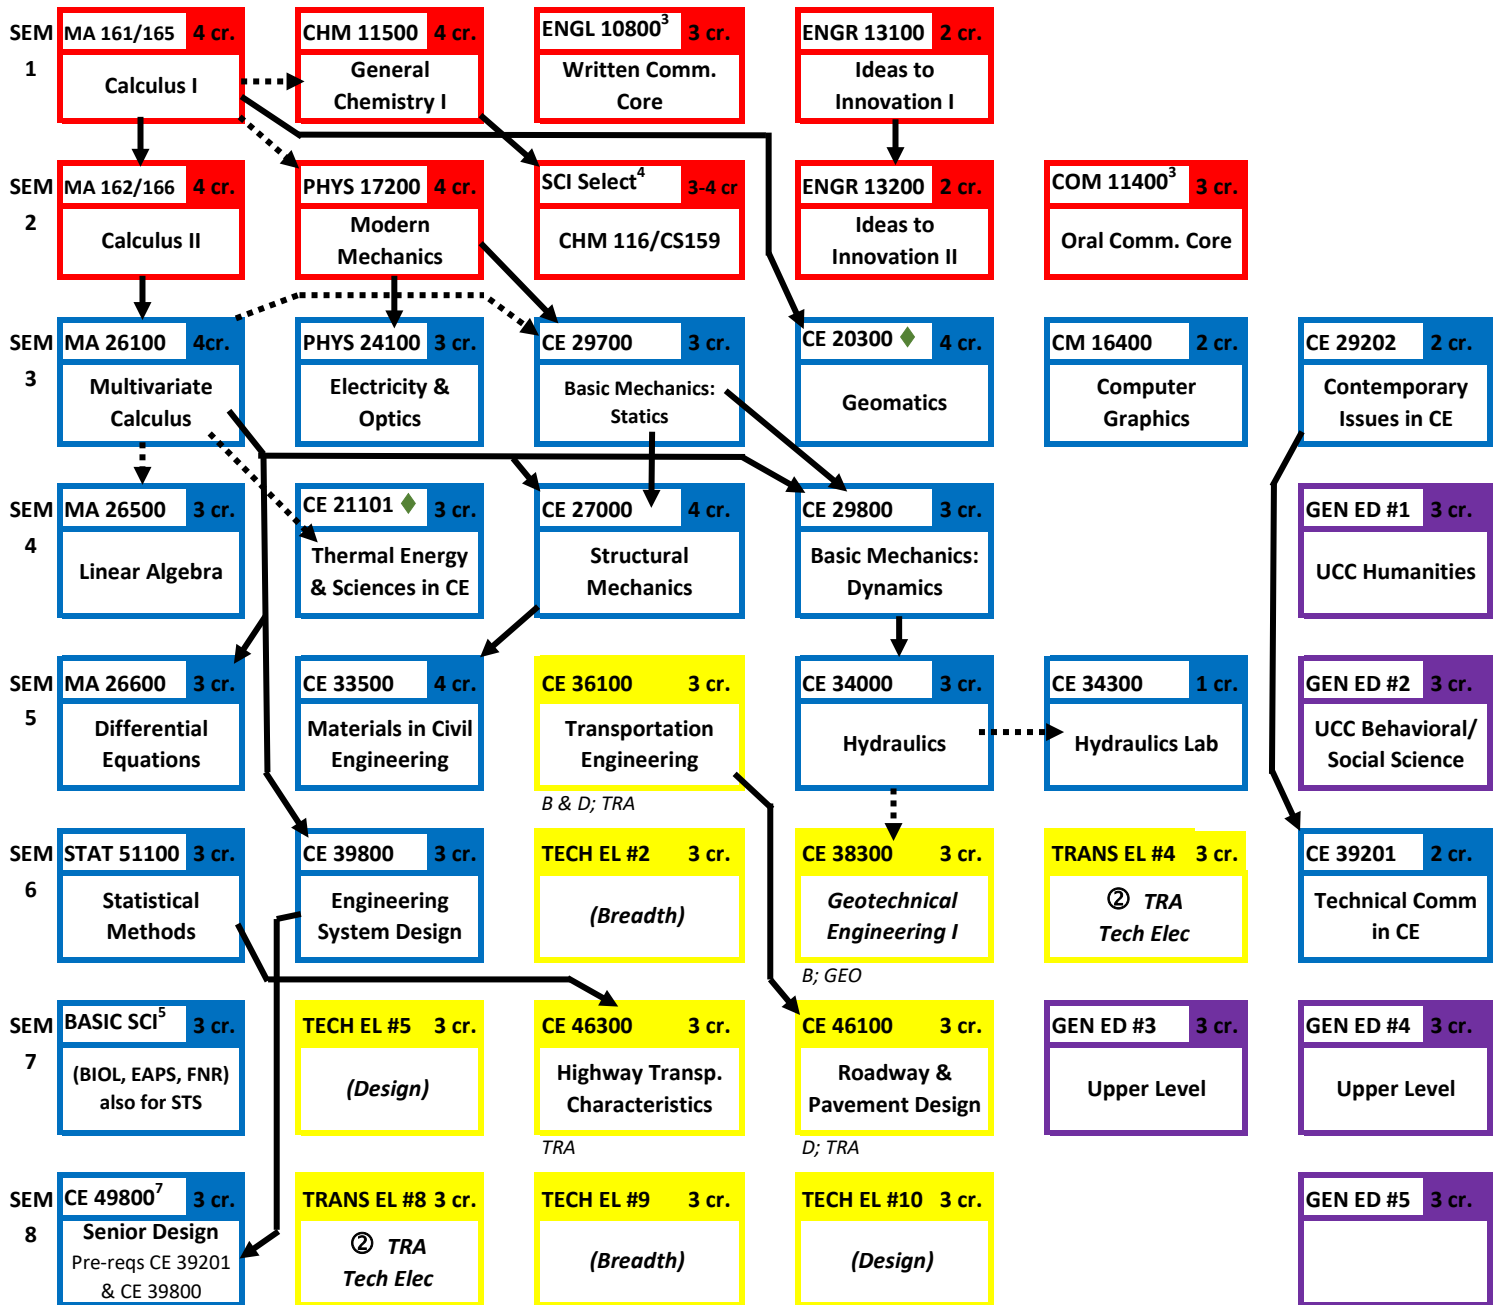 SEM
1
MA 161/165 4 cr.
Calculus I
CHM 11500 4 cr.
General
Chemistry I
ENGL 10800³ 3 cr.
Written Comm.
Core
ENGR 13100 2 cr.
Ideas to
Innovation I
SEM
2
MA 162/166 4 cr.
Calculus II
PHYS 17200 4 cr.
Modern
Mechanics
SCI Select⁴ 3-4 cr
CHM 116/CS159
ENGR 13200 2 cr.
Ideas to
Innovation II
COM 11400³ 3 cr.
Oral Comm. Core
SEM
3
MA 26100 4cr.
Multivariate
Calculus
PHYS 24100 3 cr.
Electricity &
Optics
CE 29700 3 cr.
Basic Mechanics:
Statics
CE 20300 ♦ 4 cr.
Geomatics
CM 16400 2 cr.
Computer
Graphics
CE 29202 2 cr.
Contemporary
Issues in CE
SEM
4
MA 26500 3 cr.
Linear Algebra
CE 21101 ♦ 3 cr.
Thermal Energy
& Sciences in CE
CE 27000 4 cr.
Structural
Mechanics
CE 29800 3 cr.
Basic Mechanics:
Dynamics
GEN ED #1 3 cr.
UCC Humanities
SEM
5
MA 26600 3 cr.
Differential
Equations
CE 33500 4 cr.
Materials in Civil
Engineering
CE 36100 3 cr.
Transportation
Engineering
B & D; TRA
CE 34000 3 cr.
Hydraulics
CE 34300 1 cr.
Hydraulics Lab
GEN ED #2 3 cr.
UCC Behavioral/
Social Science
SEM
6
STAT 51100 3 cr.
Statistical
Methods
CE 39800 3 cr.
Engineering
System Design
TECH EL #2 3 cr.
(Breadth)
CE 38300 3 cr.
Geotechnical
Engineering I
B; GEO
TRANS EL #4 3 cr.
② TRA
Tech Elec
CE 39201 2 cr.
Technical Comm
in CE
SEM
7
BASIC SCI⁵ 3 cr.
(BIOL, EAPS, FNR)
also for STS
TECH EL #5 3 cr.
(Design)
CE 46300 3 cr.
Highway Transp.
Characteristics
TRA
CE 46100 3 cr.
Roadway &
Pavement Design
D; TRA
GEN ED #3 3 cr.
Upper Level
GEN ED #4 3 cr.
Upper Level
SEM
8
CE 49800⁷ 3 cr.
Senior Design
Pre-reqs CE 39201
& CE 39800
TRANS EL #8 3 cr.
② TRA
Tech Elec
TECH EL #9 3 cr.
(Breadth)
TECH EL #10 3 cr.
(Design)
GEN ED #5 3 cr.